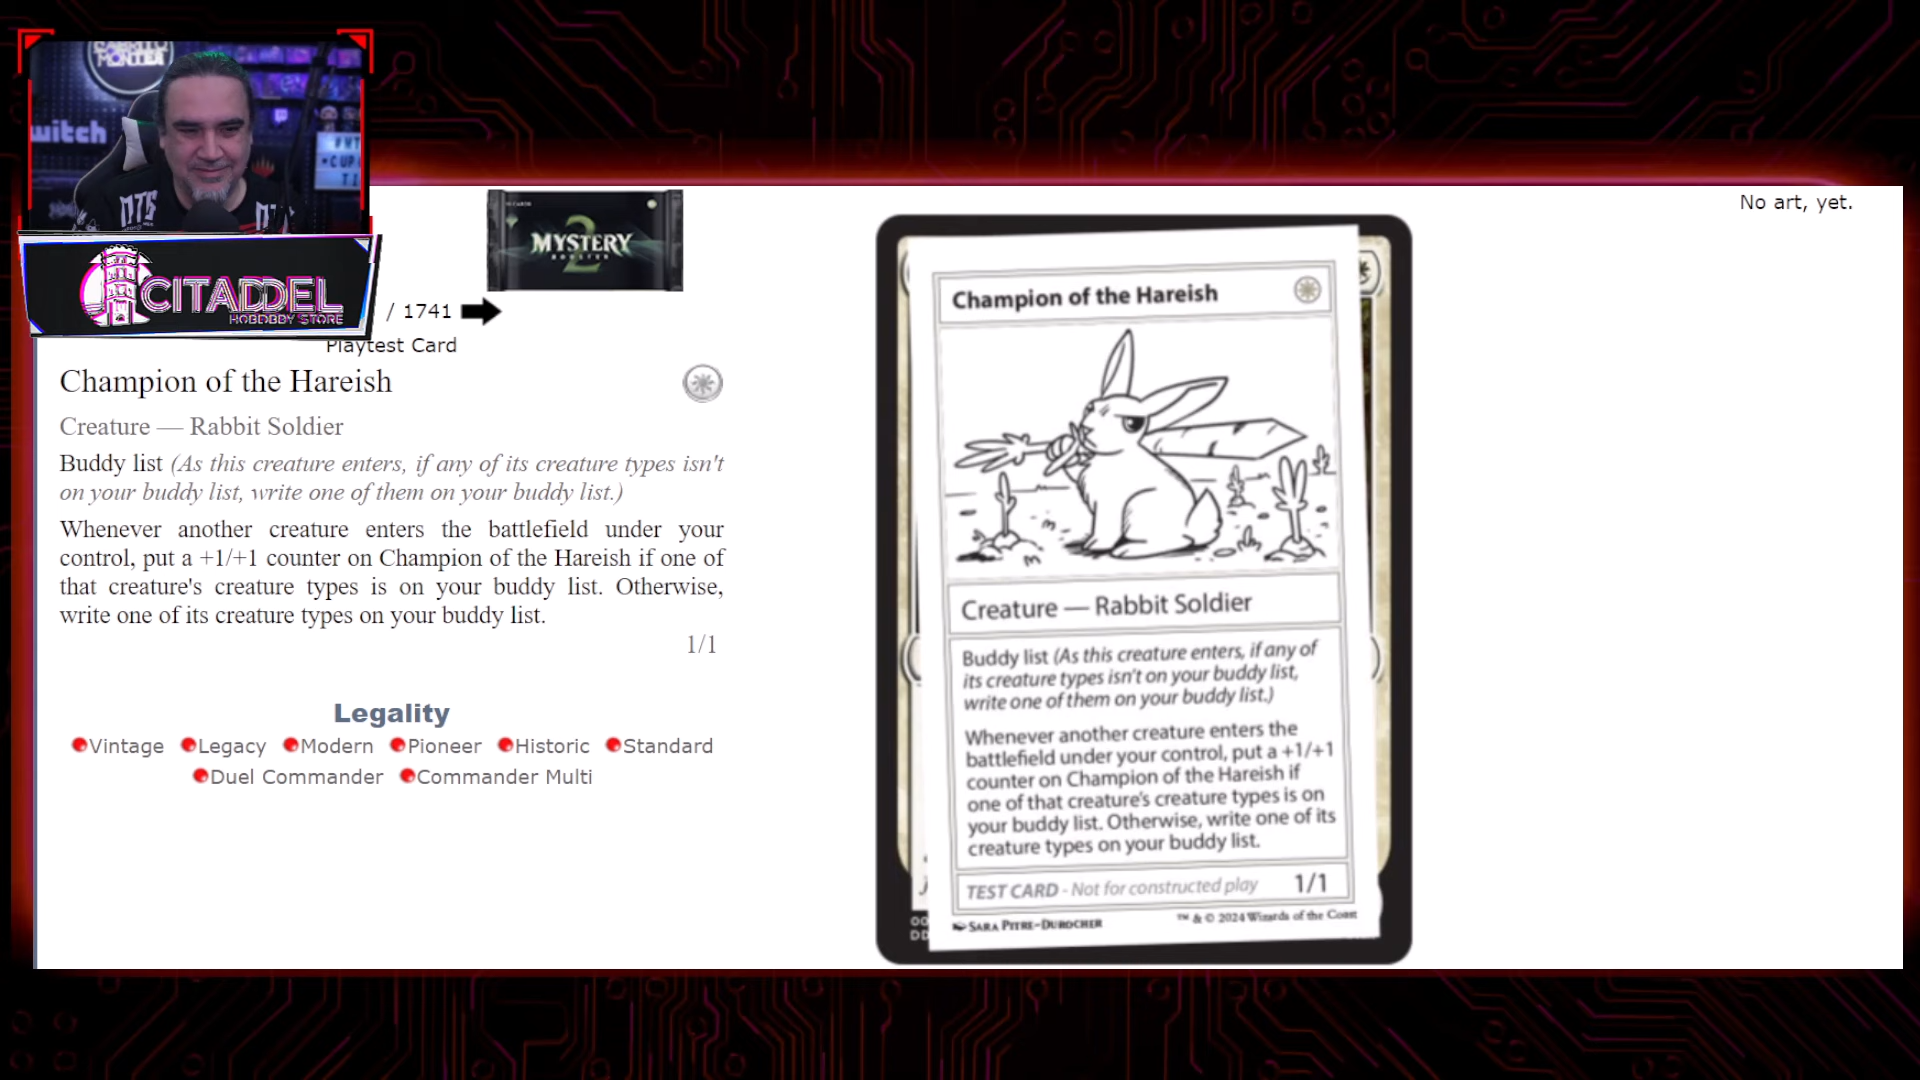 GABRITO
MONTEA
witch
NTS
MYSTERY
2
BOOSTER
CITADDEL
HOBDBBY STORE
/ 1741
Playtest Card
No art, yet.
Champion of the Hareish
Creature — Rabbit Soldier
Buddy list (As this creature enters, if any of its creature types isn't
on your buddy list, write one of them on your buddy list.)
Whenever another creature enters the battlefield under your
control, put a +1/+1 counter on Champion of the Hareish if one of
that creature's creature types is on your buddy list. Otherwise,
write one of its creature types on your buddy list.
1/1
Legality
Vintage Legacy Modern Pioneer Historic Standard
Duel Commander Commander Multi
Champion of the Hareish
Creature — Rabbit Soldier
Buddy list (As this creature enters, if any of
its creature types isn't on your buddy list,
write one of them on your buddy list.)
Whenever another creature enters the
battlefield under your control, put a +1/+1
counter on Champion of the Hareish if
one of that creature's creature types is on
your buddy list. Otherwise, write one of its
creature types on your buddy list.
TEST CARD - Not for constructed play 1/1
SARA PITRE-DUROCHER ™ & © 2024 Wizards of the Coast